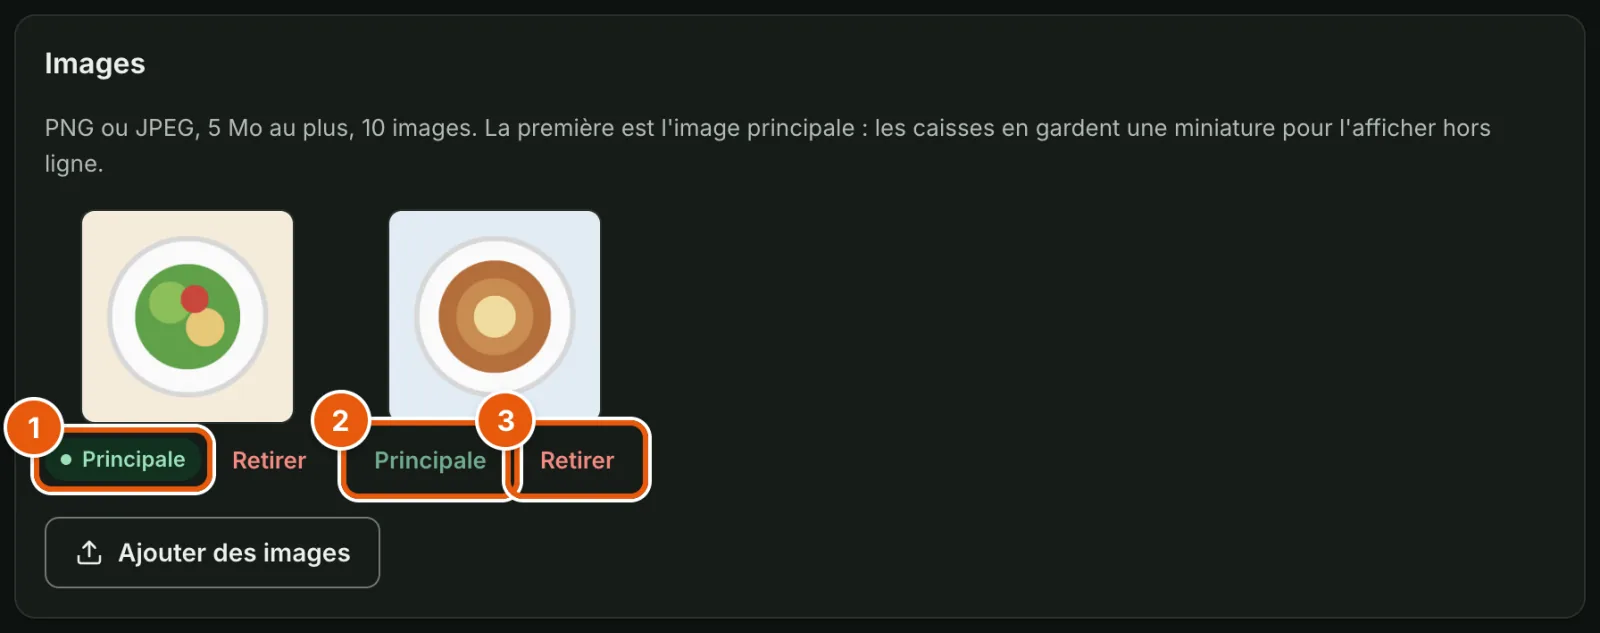 Images
PNG ou JPEG, 5 Mo au plus, 10 images. La première est l'image principale : les caisses en gardent une miniature pour l'afficher hors
ligne.
1 Principale Retirer 2 Principale 3 Retirer
Ajouter des images